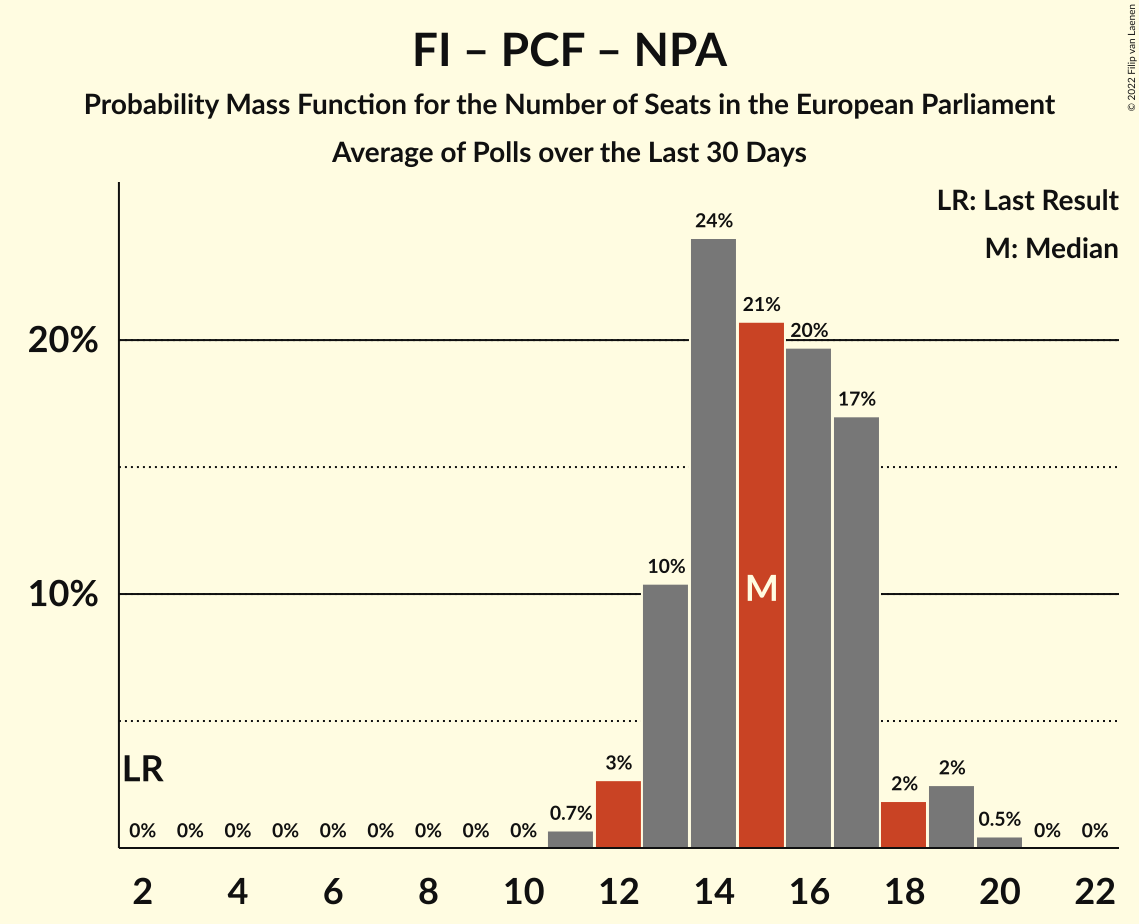 FI – PCF – NPA
Probability Mass Function for the Number of Seats in the European Parliament
Average of Polls over the Last 30 Days
© 2022 Filip van Laenen
LR: Last Result
M: Median
24%
21%
20%
20%
17%
10%
10%
M
LR
3%
2%
2%
0.7%
0.5%
0% 0% 0% 0% 0% 0% 0% 0% 0% 0% 0%
2 4 6 8 10 12 14 16 18 20 22